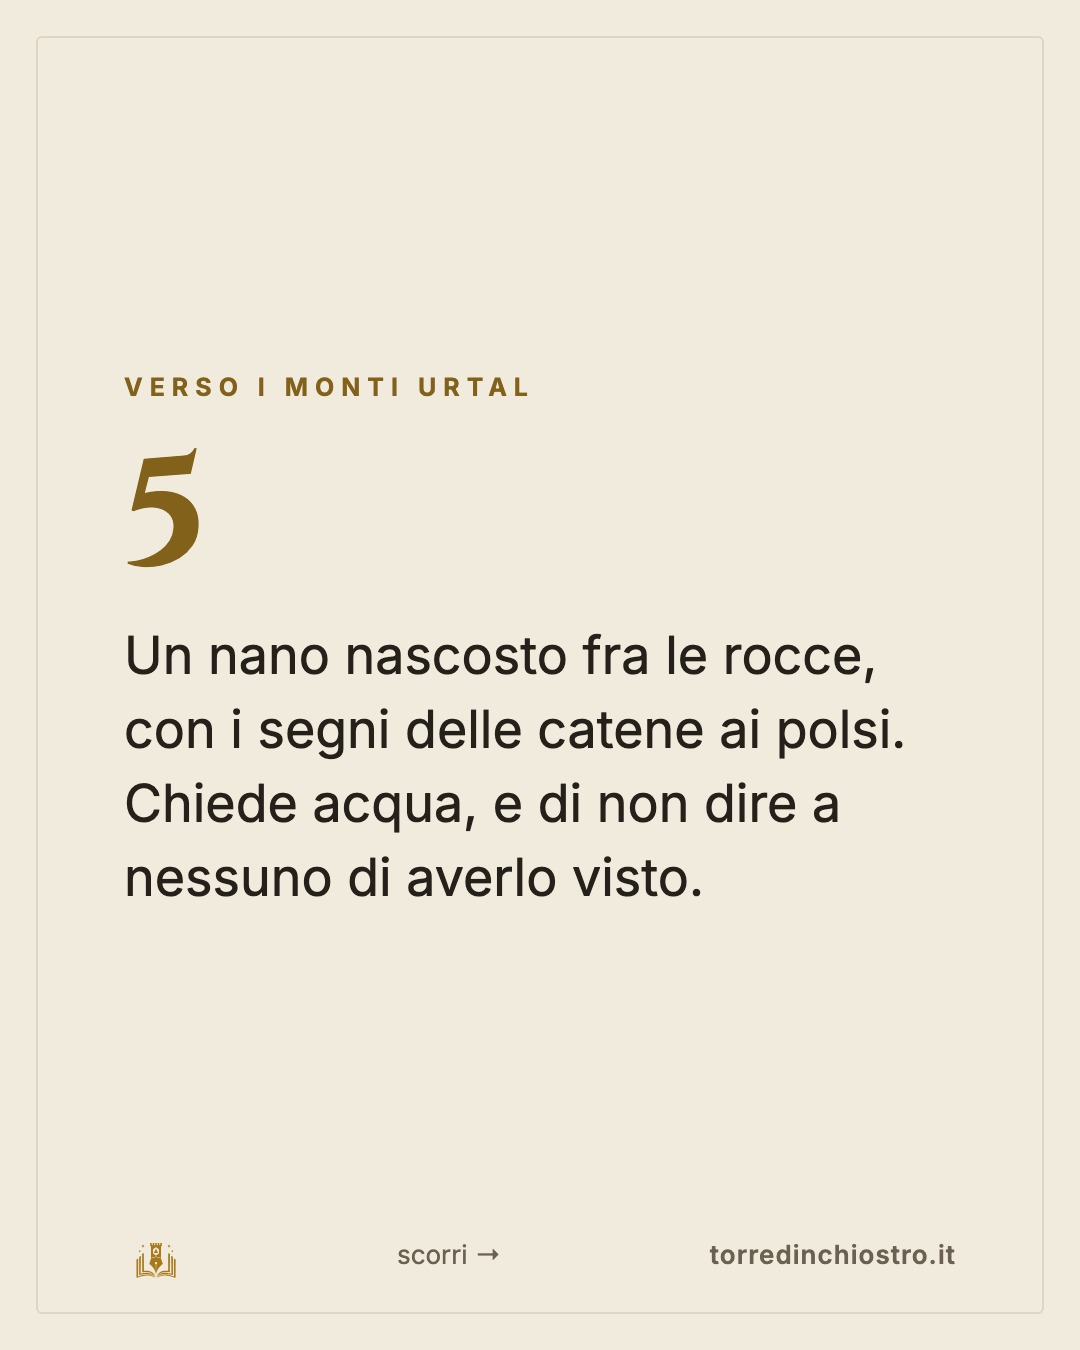 VERSO I MONTI URTAL
5
Un nano nascosto fra le rocce,
con i segni delle catene ai polsi.
Chiede acqua, e di non dire a
nessuno di averlo visto.
scorri →
torredinchiostro.it